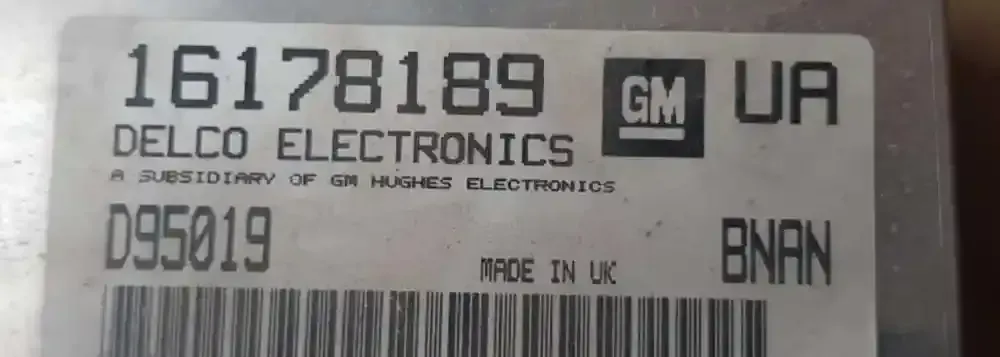 16178189 GM UA
DELCO ELECTRONICS
A SUBSIDIARY OF GM HUGHES ELECTRONICS
D95019 MADE IN UK BNAN